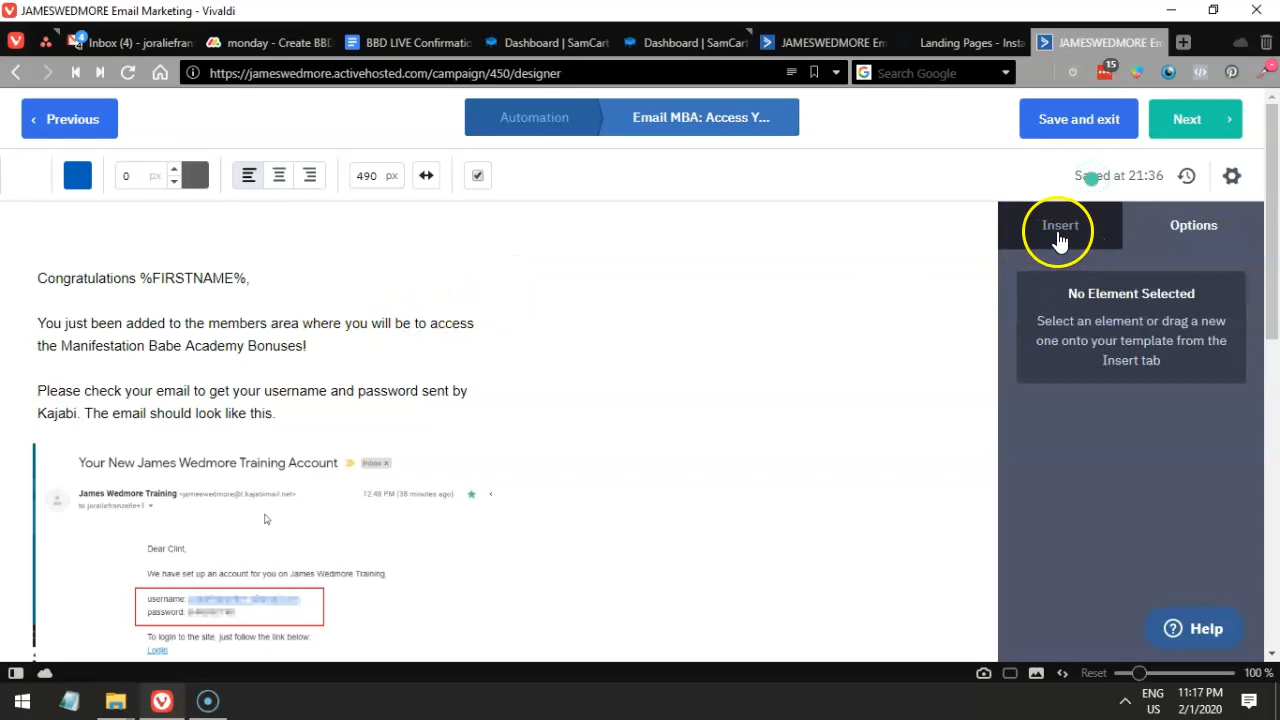 JAMESWEDMORE Email Marketing - Vivaldi
4
Inbox (4) - joraliefran
monday - Create BBD
BBD LIVE Confirmatio
Dashboard | SamCart
Dashboard | SamCart
JAMESWEDMORE Em
Landing Pages - Insta
JAMESWEDMORE Em
https://jameswedmore.activehosted.com/campaign/450/designer
Search Google
15
Previous
Automation
Email MBA: Access Y...
Save and exit
Next
0 px
490 px
Saved at 21:36
Insert
Options
No Element Selected
Select an element or drag a new
one onto your template from the
Insert tab
Congratulations %FIRSTNAME%,
You just been added to the members area where you will be to access
the Manifestation Babe Academy Bonuses!
Please check your email to get your username and password sent by
Kajabi. The email should look like this.
Your New James Wedmore Training Account
Inbox x
James Wedmore Training <jameswedmore@t.kajabimail.net>
12:48 PM (38 minutes ago)
to joraliefrancelle+1
Dear Clint,
We have set up an account for you on James Wedmore Training
username:
password:
To login to the site, just follow the link below:
Login
Help
Reset
100 %
ENG
US
11:17 PM
2/1/2020